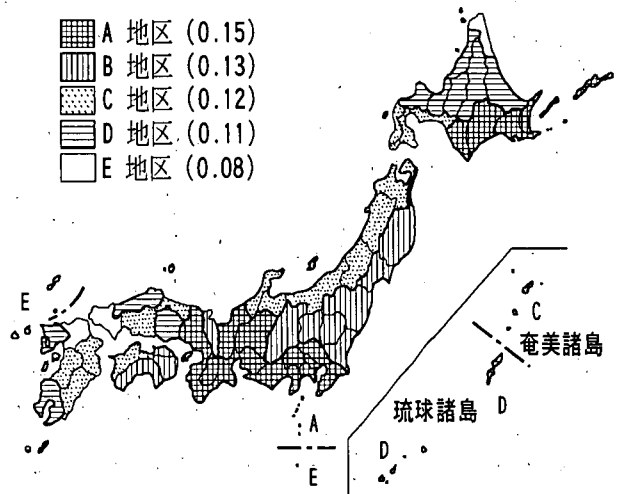 A 地区 (0.15)
B 地区 (0.13)
C 地区 (0.12)
D 地区 (0.11)
E 地区 (0.08)
E
C
奄美諸島
琉球諸島 D
A
D
E